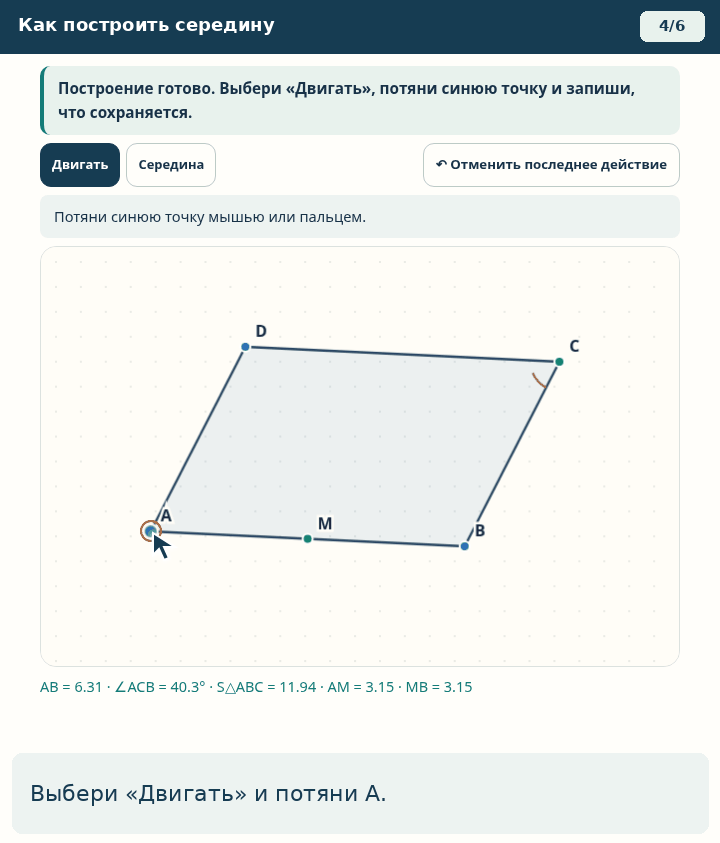 Как построить середину
4/6
Построение готово. Выбери «Двигать», потяни синюю точку и запиши,
что сохраняется.
Двигать
Середина
↶ Отменить последнее действие
Потяни синюю точку мышью или пальцем.
D
C
A
M
B
AB = 6.31 · ∠ACB = 40.3° · S△ABC = 11.94 · AM = 3.15 · MB = 3.15
Выбери «Двигать» и потяни A.